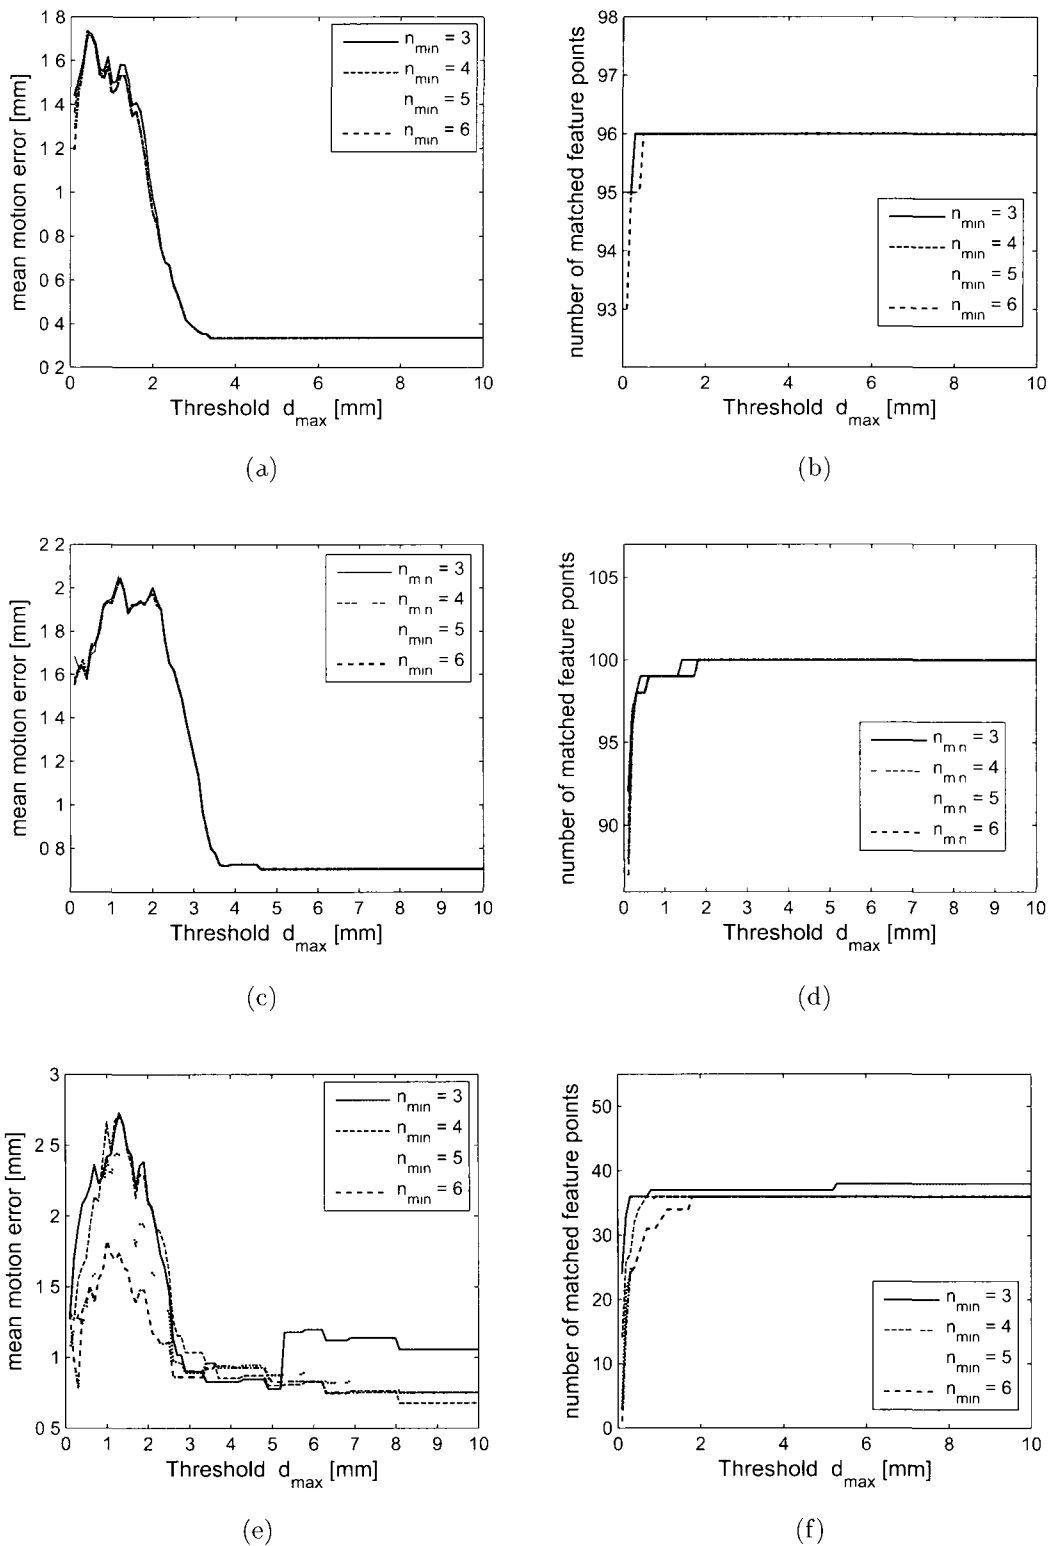 mean motion error [mm]
1 8
1 6
1 4
1 2
1
0 8
0 6
0 4
0 2
0 2 4 6 8 10
Threshold d_max [mm]
n_min = 3
n_min = 4
n_min = 5
n_min = 6
(a)
number of matched feature points
98
97
96
95
94
93
0 2 4 6 8 10
Threshold d_max [mm]
n_min = 3
n_min = 4
n_min = 5
n_min = 6
(b)
mean motion error [mm]
2 2
2
1 8
1 6
1 4
1 2
1
0 8
0 1 2 3 4 5 6 7 8 9 10
Threshold d_max [mm]
n_m n = 3
n_m n = 4
n_min = 5
n_min = 6
(c)
number of matched feature points
105
100
95
90
0 1 2 3 4 5 6 7 8 9 10
Threshold d_max [mm]
n_m n = 3
n_m n = 4
n_m n = 5
n_min = 6
(d)
mean motion error [mm]
3
2 5
2
1 5
1
0 5
0 1 2 3 4 5 6 7 8 9 10
Threshold d_max [mm]
n_min = 3
n_min = 4
n_min = 5
n_min = 6
(e)
number of matched feature points
50
40
30
20
10
0
0 2 4 6 8 10
Threshold d_max [mm]
n_min = 3
n_min = 4
n_min = 5
n_min = 6
(f)